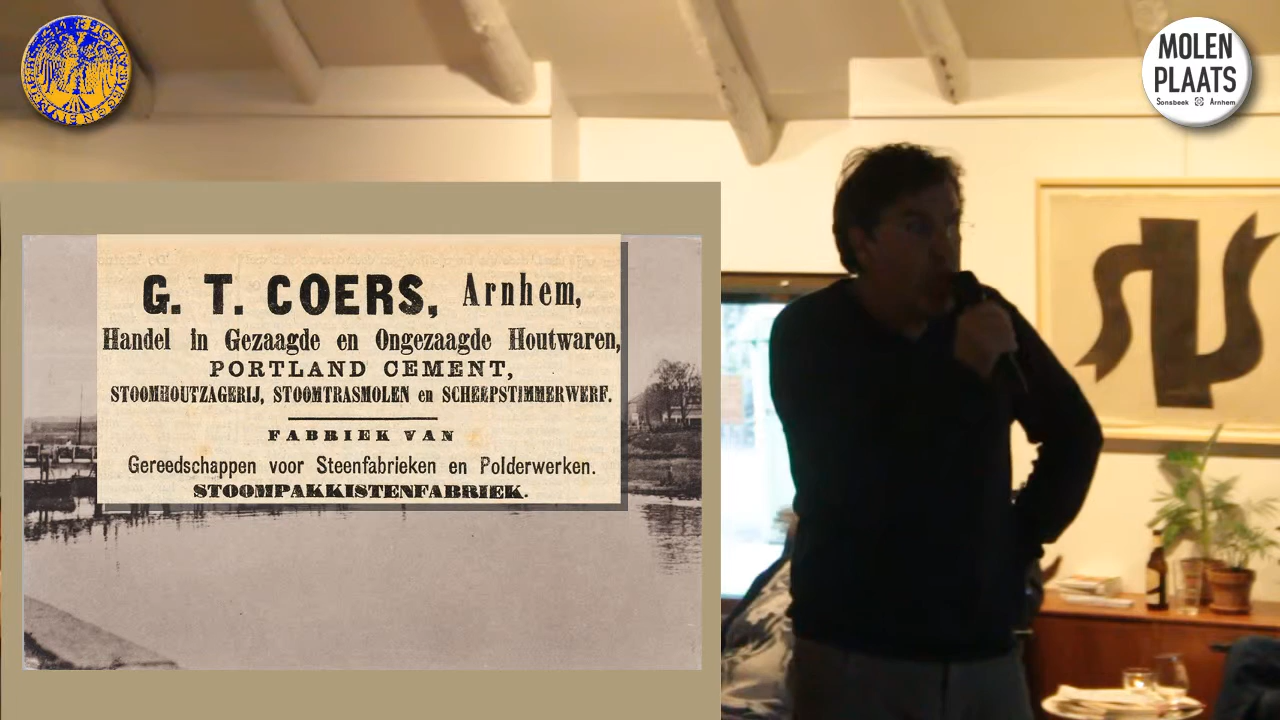 MOLEN
PLAATS
Sonsbeek Arnhem
G. T. COERS, Arnhem,
Handel in Gezaagde en Ongezaagde Houtwaren,
PORTLAND CEMENT,
STOOMHOUTZAGERIJ, STOOMTRASMOLEN en SCHEEPSTIMMERWERF.
FABRIEK VAN
Gereedschappen voor Steenfabrieken en Polderwerken.
STOOMPAKKISTENFABRIEK.